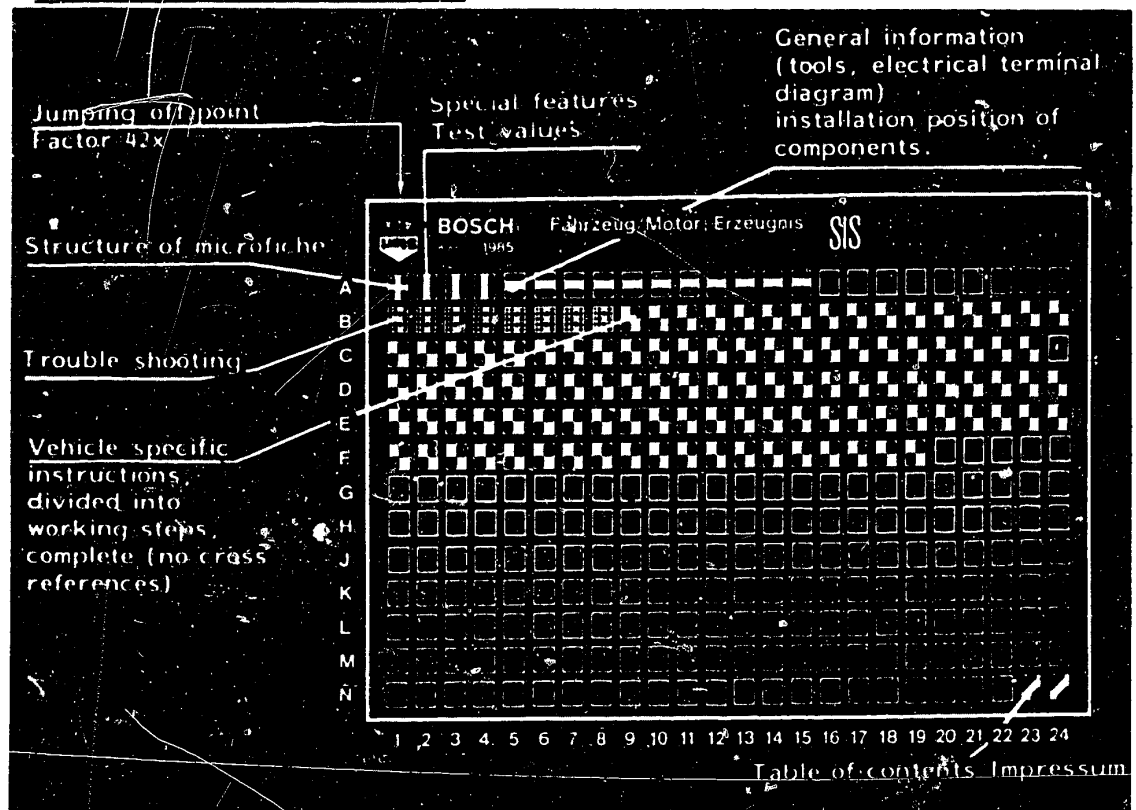 General information
(tools, electrical terminal
diagram)
installation position of
components.
Special features
Test values
Jumping off point
Factor 42x
Structure of microfiche
Trouble shooting
Vehicle specific
instructions,
divided into
working steps,
complete (no cross
references)
BOSCH
1985
Fahrzeug/Motor/Erzeugnis
SIS
A
B
C
D
E
F
G
H
J
K
L
M
N
1 2 3 4 5 6 7 8 9 10 11 12 13 14 15 16 17 18 19 20 21 22 23 24
Table of contents Impressum